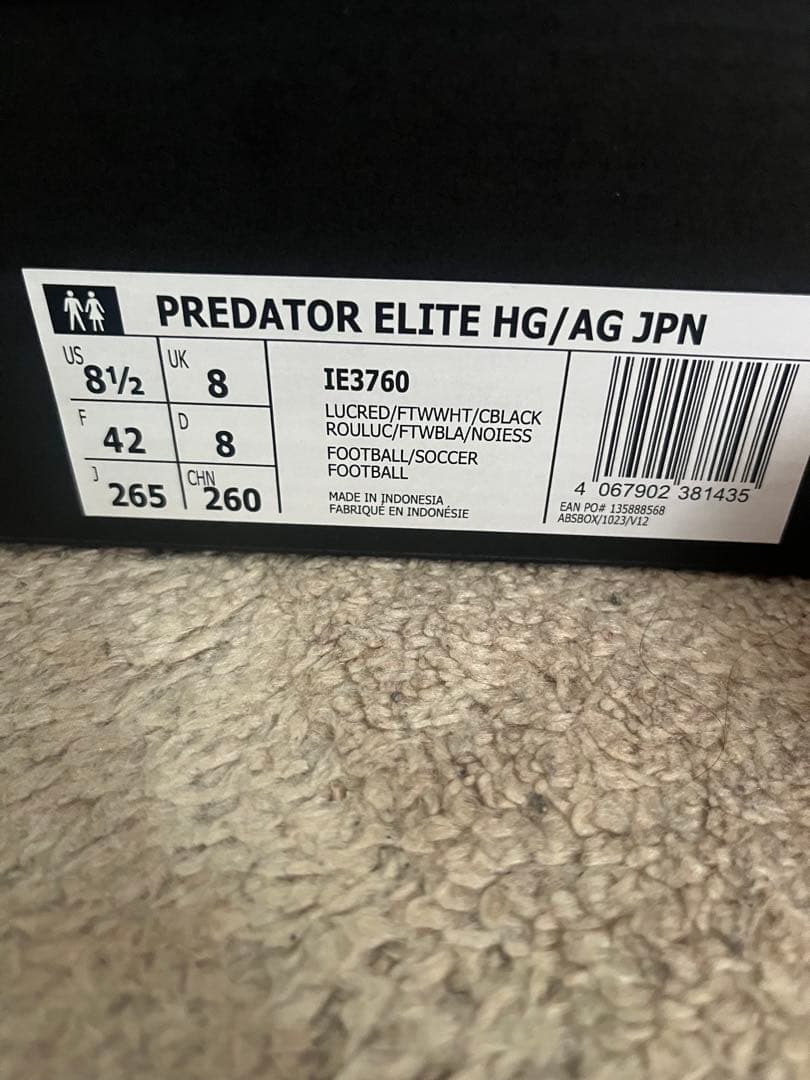 PREDATOR ELITE HG/AG JPN
US 8½ UK 8
F 42 D 8
J 265 CHN 260
IE3760
LUCRED/FTWWHT/CBLACK
ROULUC/FTWBLA/NOIESS
FOOTBALL/SOCCER
FOOTBALL
MADE IN INDONESIA
FABRIQUÉ EN INDONÉSIE
4 067902 381435
EAN PO# 135888568
ABSBOX/1023/V12